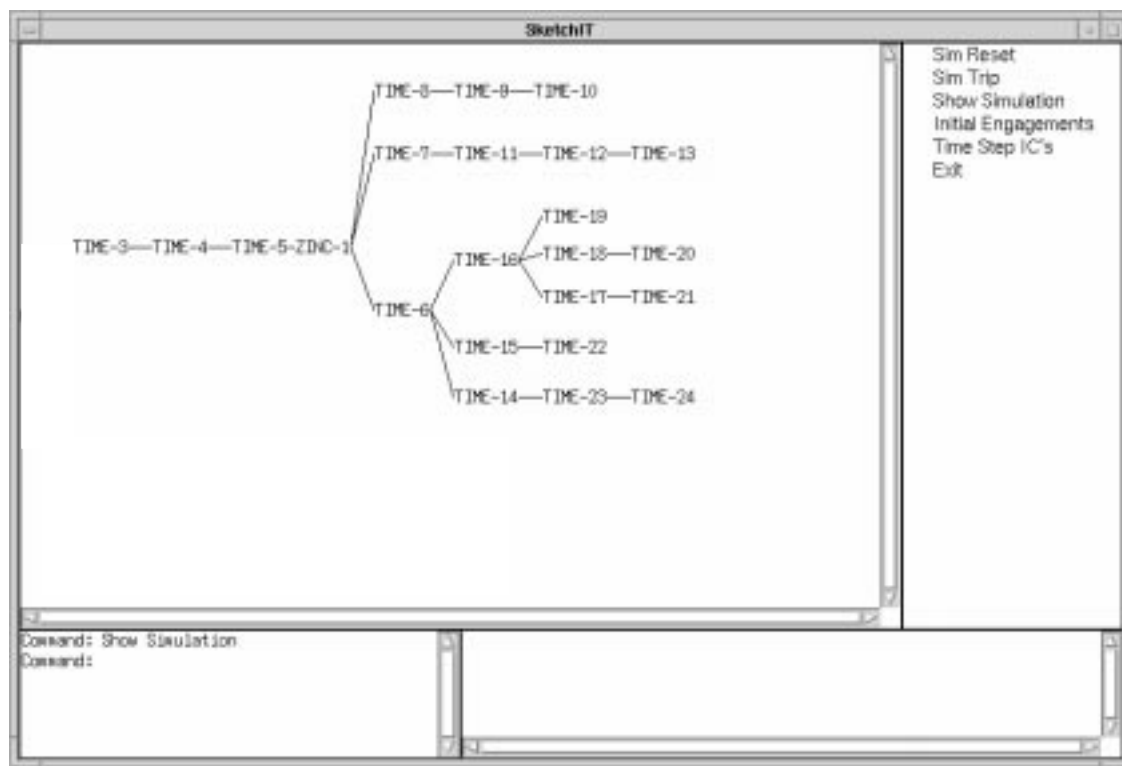 SketchIT
TIME-8—TIME-9—TIME-10
TIME-7—TIME-11—TIME-12—TIME-13
TIME-19
TIME-3—TIME-4—TIME-5-ZINC-1
TIME-16
TIME-18—TIME-20
TIME-17—TIME-21
TIME-6
TIME-15—TIME-22
TIME-14—TIME-23—TIME-24
Sim Reset
Sim Trip
Show Simulation
Initial Engagements
Time Step IC's
Exit
Command: Show Simulation
Command: